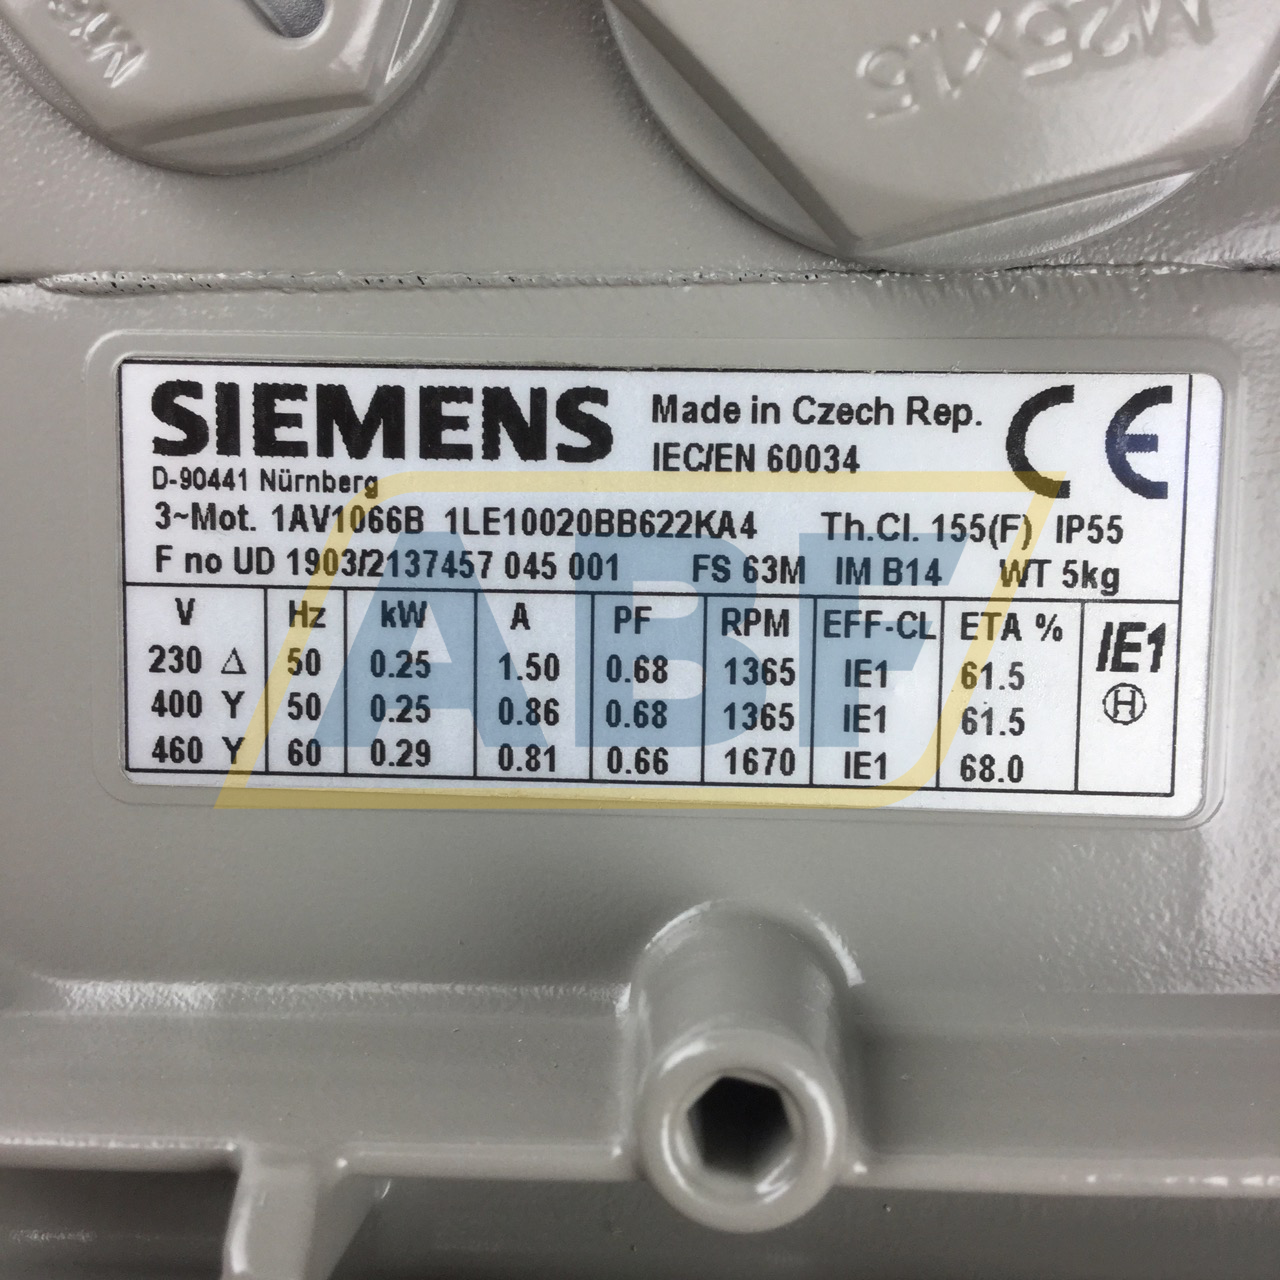 M25X1.5
SIEMENS
Made in Czech Rep.
CE
IEC/EN 60034
D-90441 Nürnberg
3~Mot. 1AV1066B 1LE10020BB622KA4 Th.Cl. 155(F) IP55
F no UD 1903/2137457 045 001 FS 63M IM B14 WT 5kg
V Hz kW A PF RPM EFF-CL ETA % IE1
230 Δ 50 0.25 1.50 0.68 1365 IE1 61.5
400 Y 50 0.25 0.86 0.68 1365 IE1 61.5
460 Y 60 0.29 0.81 0.66 1670 IE1 68.0
H
ABF